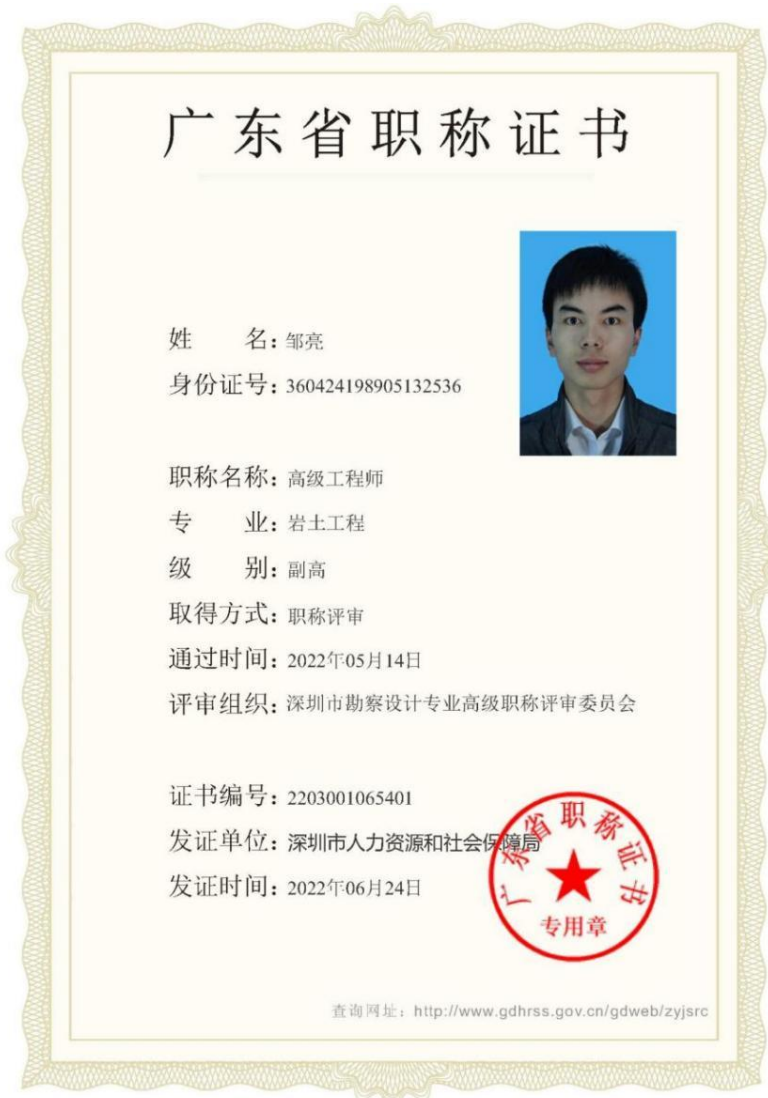 广东省职称证书
姓 名：邹亮
身份证号：360424198905132536
职称名称：高级工程师
专 业：岩土工程
级 别：副高
取得方式：职称评审
通过时间：2022年05月14日
评审组织：深圳市勘察设计专业高级职称评审委员会
证书编号：2203001065401
发证单位：深圳市人力资源和社会保障局
发证时间：2022年06月24日
广东省职称证书
专用章
查询网址：http://www.gdhrss.gov.cn/gdweb/zyjsrc